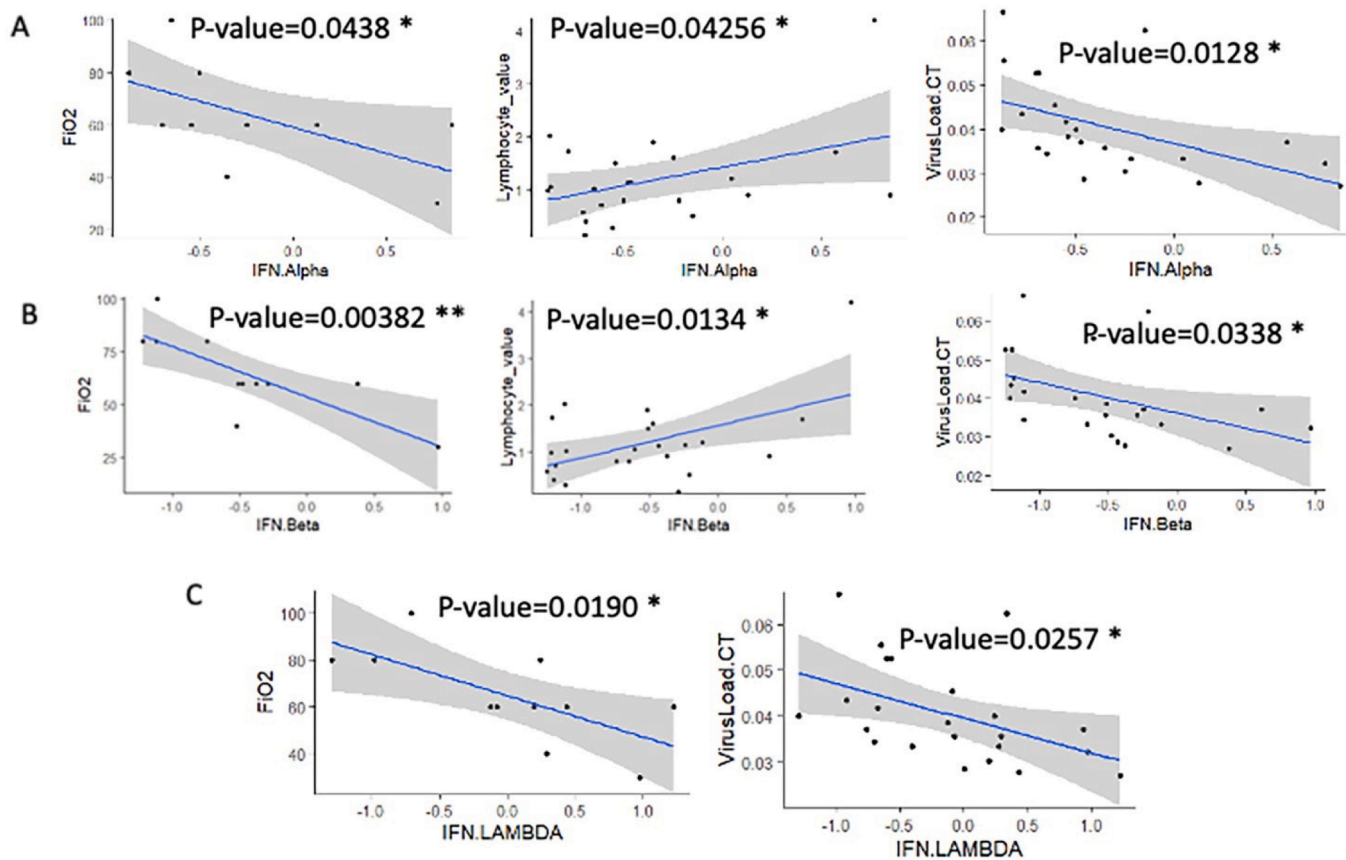 A
P-value=0.0438 *
FiO2
100
80
60
40
20
-0.5
0.0
0.5
IFN.Alpha
P-value=0.04256 *
Lymphocyte_value
4
3
2
1
-0.5
0.0
0.5
IFN.Alpha
P-value=0.0128 *
VirusLoad.CT
0.06
0.05
0.04
0.03
0.02
-0.5
0.0
0.5
IFN.Alpha
B
P-value=0.00382 **
FiO2
100
75
50
25
-1.0
-0.5
0.0
0.5
1.0
IFN.Beta
P-value=0.0134 *
Lymphocyte_value
4
3
2
1
-1.0
-0.5
0.0
0.5
1.0
IFN.Beta
P-value=0.0338 *
VirusLoad.CT
0.06
0.05
0.04
0.03
0.02
-1.0
-0.5
0.0
0.5
1.0
IFN.Beta
C
P-value=0.0190 *
FiO2
100
80
60
40
-1.0
-0.5
0.0
0.5
1.0
IFN.LAMBDA
P-value=0.0257 *
VirusLoad.CT
0.06
0.05
0.04
0.03
-1.0
-0.5
0.0
0.5
1.0
IFN.LAMBDA